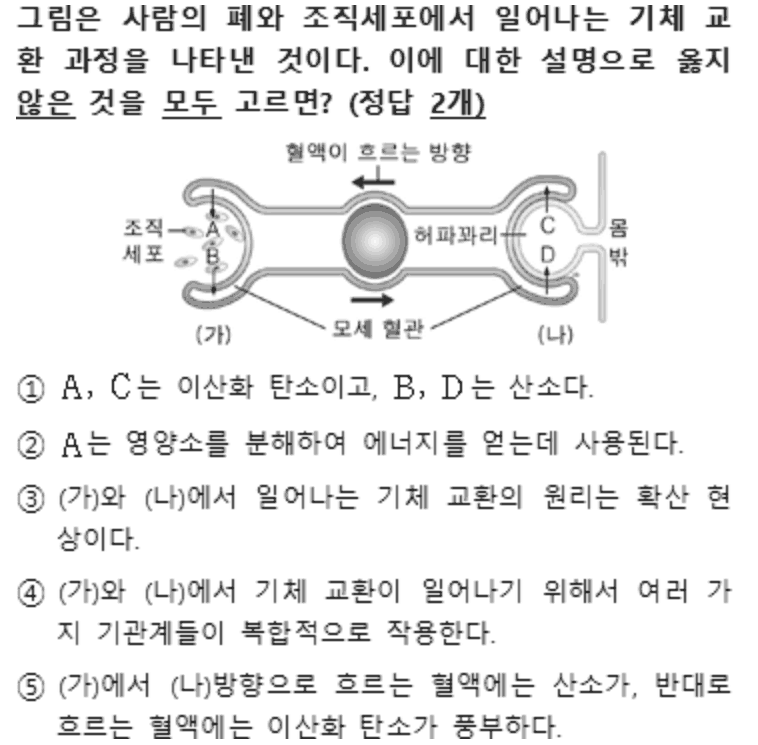 그림은 사람의 폐와 조직세포에서 일어나는 기체 교
환 과정을 나타낸 것이다. 이에 대한 설명으로 옳지
않은 것을 모두 고르면? (정답 2개)
혈액이 흐르는 방향
조직
세포
A
B
허파꽈리
C
D
몸
밖
모세 혈관
(가)
(나)
① A, C는 이산화 탄소이고, B, D는 산소다.
② A는 영양소를 분해하여 에너지를 얻는데 사용된다.
③ (가)와 (나)에서 일어나는 기체 교환의 원리는 확산 현
상이다.
④ (가)와 (나)에서 기체 교환이 일어나기 위해서 여러 가
지 기관계들이 복합적으로 작용한다.
⑤ (가)에서 (나)방향으로 흐르는 혈액에는 산소가, 반대로
흐르는 혈액에는 이산화 탄소가 풍부하다.